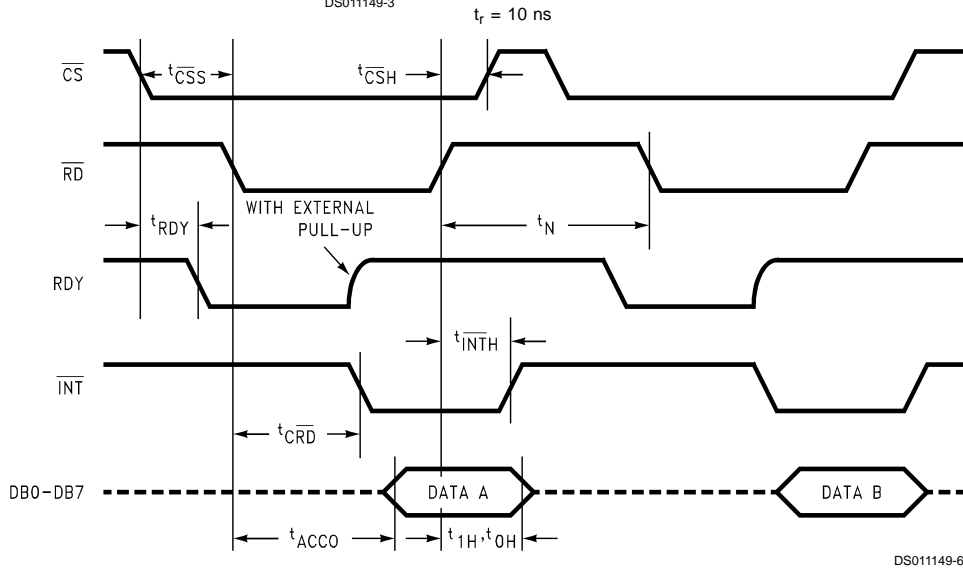 DS011149-3
tr = 10 ns
CS
tCSS
tCSH
RD
WITH EXTERNAL
PULL-UP
tRDY
tN
RDY
tINTH
INT
tCRD
DB0-DB7
DATA A
DATA B
tACC0
t1H,t0H
DS011149-6